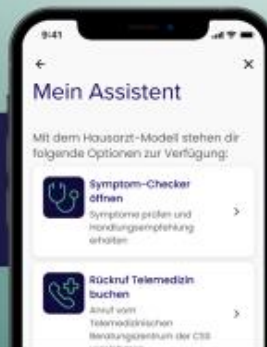 9:41
Mein Assistent
Mit dem Hausarzt-Modell stehen dir
folgende Optionen zur Verfügung:
Symptom-Checker
öffnen
Symptome prüfen und
Handlungsempfehlung
erhalten
Rückruf Telemedizin
buchen
Anruf vom
Telemedizinischen
Beratungszentrum der CSS